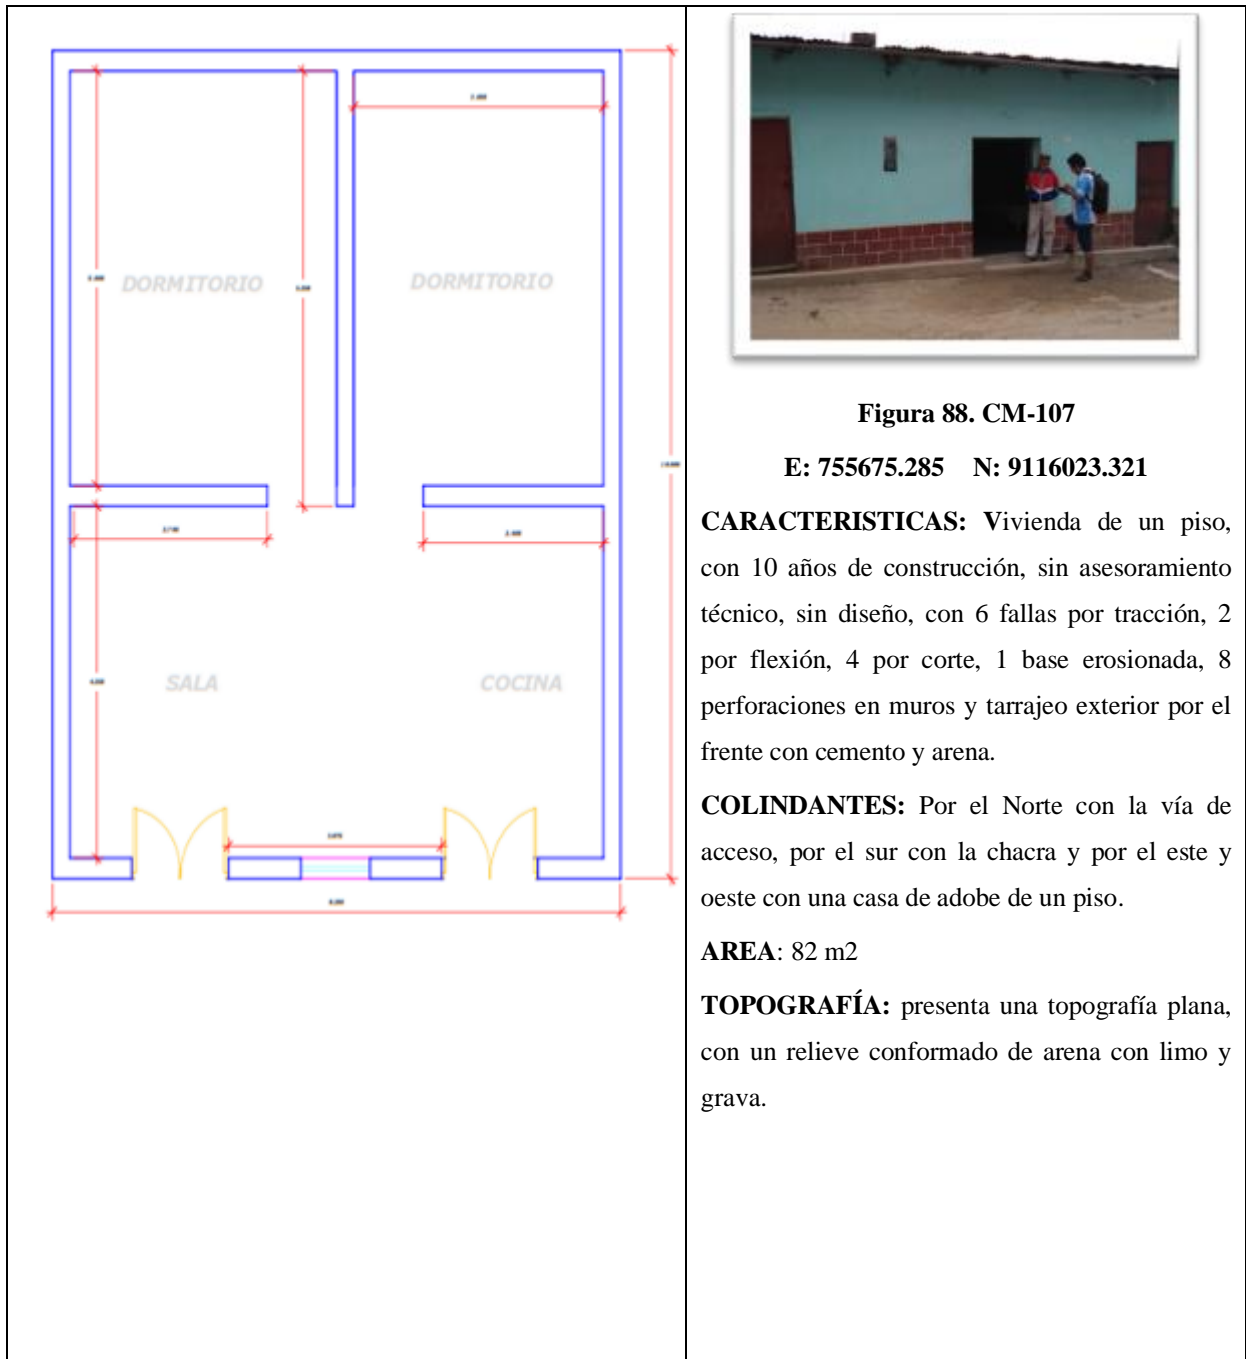 DORMITORIO
DORMITORIO
SALA
COCINA
Figura 88. CM-107
E: 755675.285 N: 9116023.321
CARACTERISTICAS: Vivienda de un piso,
con 10 años de construcción, sin asesoramiento
técnico, sin diseño, con 6 fallas por tracción, 2
por flexión, 4 por corte, 1 base erosionada, 8
perforaciones en muros y tarrajeo exterior por el
frente con cemento y arena.
COLINDANTES: Por el Norte con la vía de
acceso, por el sur con la chacra y por el este y
oeste con una casa de adobe de un piso.
AREA: 82 m2
TOPOGRAFÍA: presenta una topografía plana,
con un relieve conformado de arena con limo y
grava.